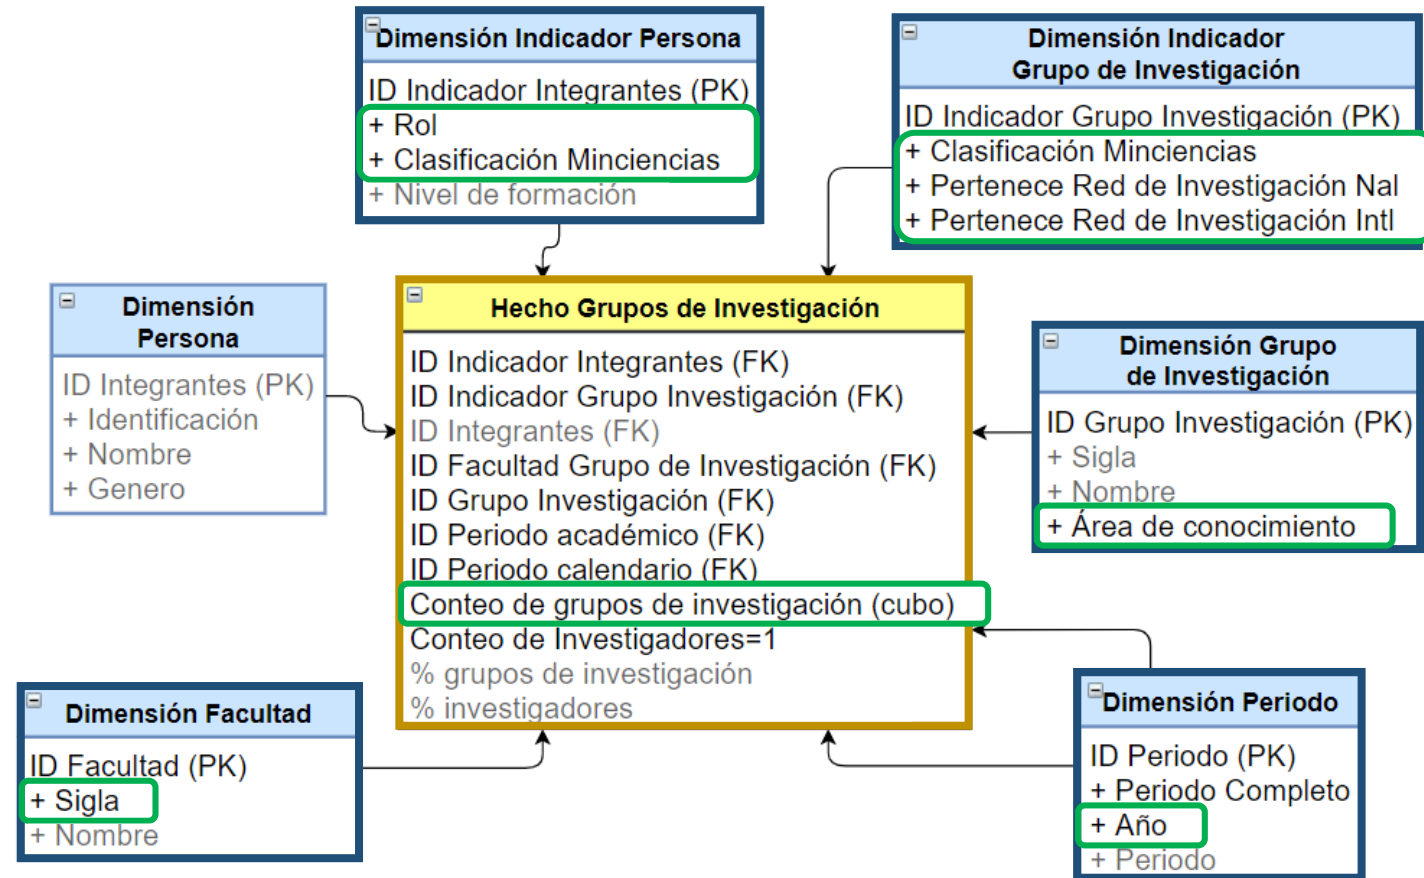 Dimensión Indicador Persona
ID Indicador Integrantes (PK)
+ Rol
+ Clasificación Minciencias
+ Nivel de formación
Dimensión Indicador
Grupo de Investigación
ID Indicador Grupo Investigación (PK)
+ Clasificación Minciencias
+ Pertenece Red de Investigación Nal
+ Pertenece Red de Investigación Intl
Dimensión
Persona
ID Integrantes (PK)
+ Identificación
+ Nombre
+ Genero
Hecho Grupos de Investigación
ID Indicador Integrantes (FK)
ID Indicador Grupo Investigación (FK)
ID Integrantes (FK)
ID Facultad Grupo de Investigación (FK)
ID Grupo Investigación (FK)
ID Periodo académico (FK)
ID Periodo calendario (FK)
Conteo de grupos de investigación (cubo)
Conteo de Investigadores=1
% grupos de investigación
% investigadores
Dimensión Grupo
de Investigación
ID Grupo Investigación (PK)
+ Sigla
+ Nombre
+ Área de conocimiento
Dimensión Facultad
ID Facultad (PK)
+ Sigla
+ Nombre
Dimensión Periodo
ID Periodo (PK)
+ Periodo Completo
+ Año
+ Periodo